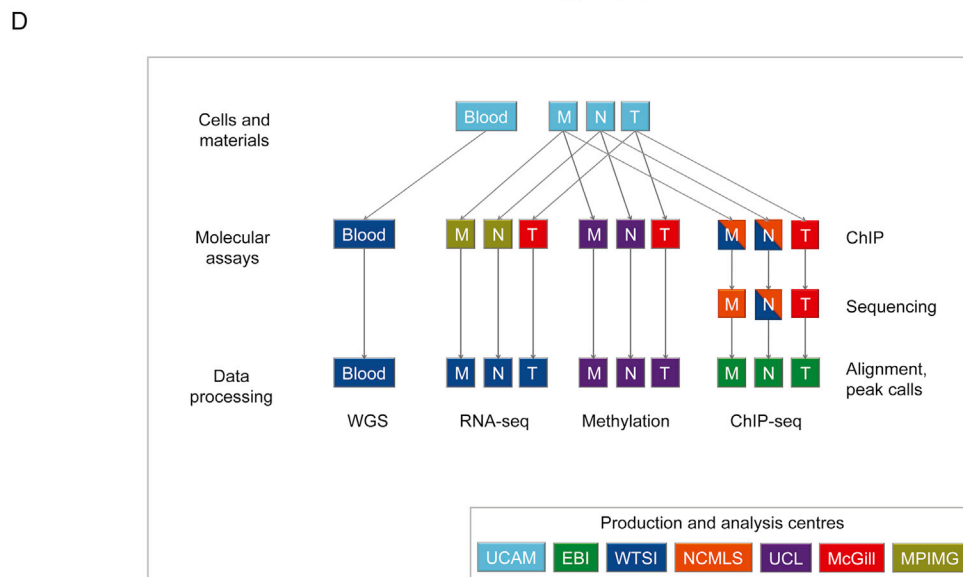 D
Cells and
materials
Blood M N T
Molecular
assays
Blood M N T M N T M N T ChIP
M N T Sequencing
Data
processing
Blood M N T M N T M N T Alignment,
peak calls
WGS RNA-seq Methylation ChIP-seq
Production and analysis centres
UCAM EBI WTSI NCMLS UCL McGill MPIMG